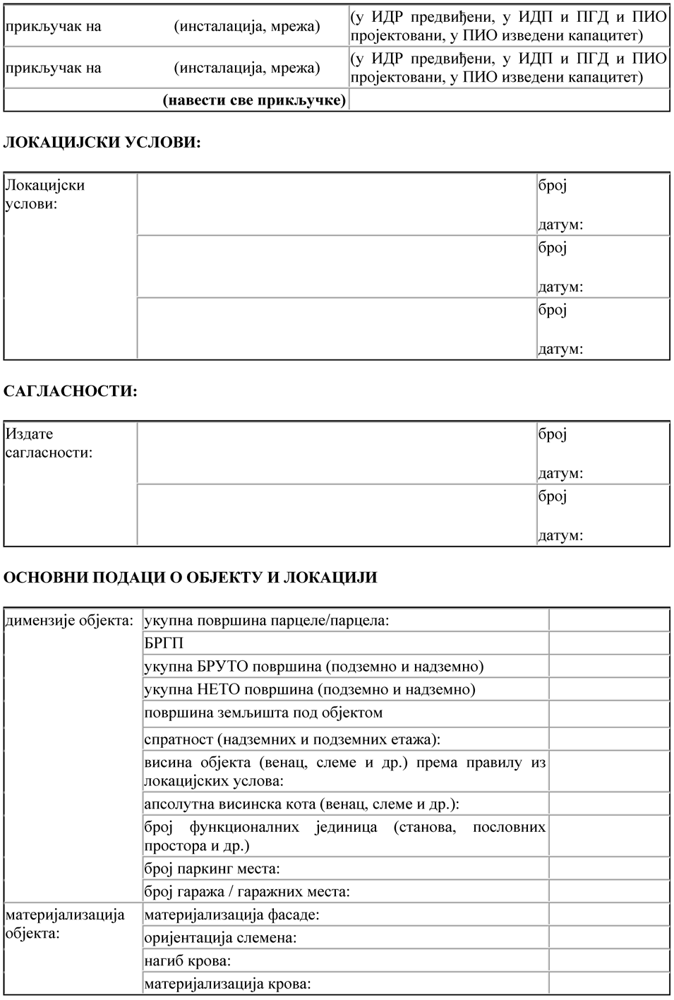 прикључак на (инсталација, мрежа) (у ИДР предвиђени, у ИДП и ПГД и ПИО
пројектовани, у ПИО изведени капацитет)
прикључак на (инсталација, мрежа) (у ИДР предвиђени, у ИДП и ПГД и ПИО
пројектовани, у ПИО изведени капацитет)
(навести све прикључке)
ЛОКАЦИЈСКИ УСЛОВИ:
Локацијски
услови:
број
датум:
број
датум:
број
датум:
САГЛАСНОСТИ:
Издате
сагласности:
број
датум:
број
датум:
ОСНОВНИ ПОДАЦИ О ОБЈЕКТУ И ЛОКАЦИЈИ
димензије објекта: укупна површина парцеле/парцела:
БРГП
укупна БРУТО површина (подземно и надземно)
укупна НЕТО површина (подземно и надземно)
површина земљишта под објектом
спратност (надземних и подземних етажа):
висина објекта (венац, слеме и др.) према правилу из
локацијских услова:
апсолутна висинска кота (венац, слеме и др.):
број функционалних јединица (станова, пословних
простора и др.)
број паркинг места:
број гаража / гаражних места:
материјализација
објекта:
материјализација фасаде:
оријентација слемена:
нагиб крова:
материјализација крова: